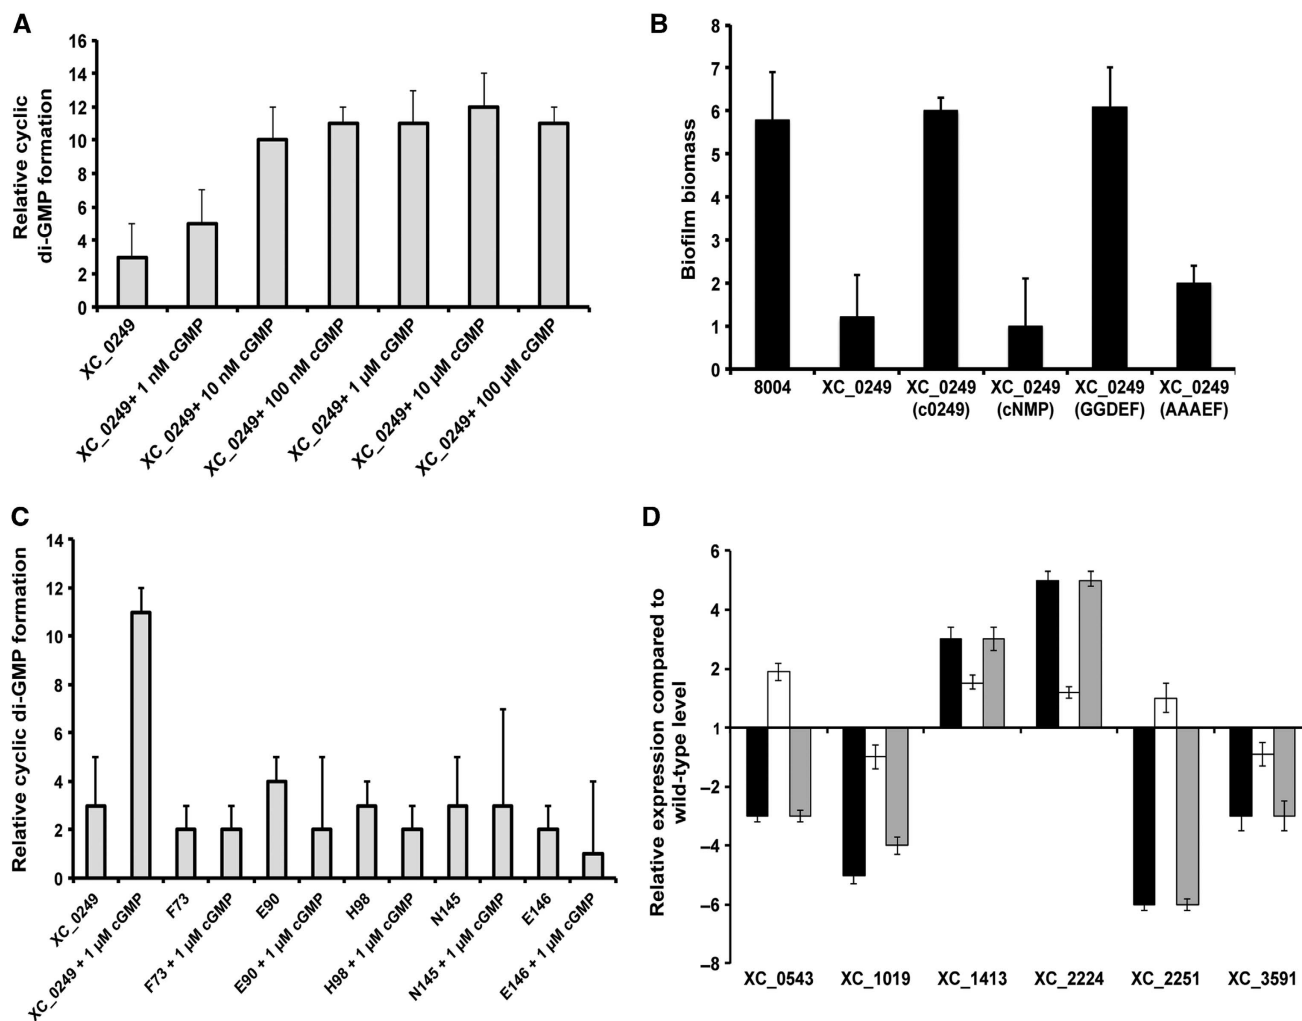 A
Relative cyclic
di-GMP formation
16
14
12
10
8
6
4
2
0
XC_0249
XC_0249+ 1 nM cGMP
XC_0249+ 10 nM cGMP
XC_0249+ 100 nM cGMP
XC_0249+ 1 µM cGMP
XC_0249+ 10 µM cGMP
XC_0249+ 100 µM cGMP
B
Biofilm biomass
8
7
6
5
4
3
2
1
0
8004
XC_0249
XC_0249
(c0249)
XC_0249
(cNMP)
XC_0249
(GGDEF)
XC_0249
(AAAEF)
C
Relative cyclic di-GMP formation
14
12
10
8
6
4
2
0
XC_0249
XC_0249 + 1 µM cGMP
F73
F73 + 1 µM cGMP
E90
E90 + 1 µM cGMP
H98
H98 + 1 µM cGMP
N145
N145 + 1 µM cGMP
E146
E146 + 1 µM cGMP
D
Relative expression compared to
wild-type level
6
4
2
1
–2
–4
–6
–8
XC_0543
XC_1019
XC_1413
XC_2224
XC_2251
XC_3591